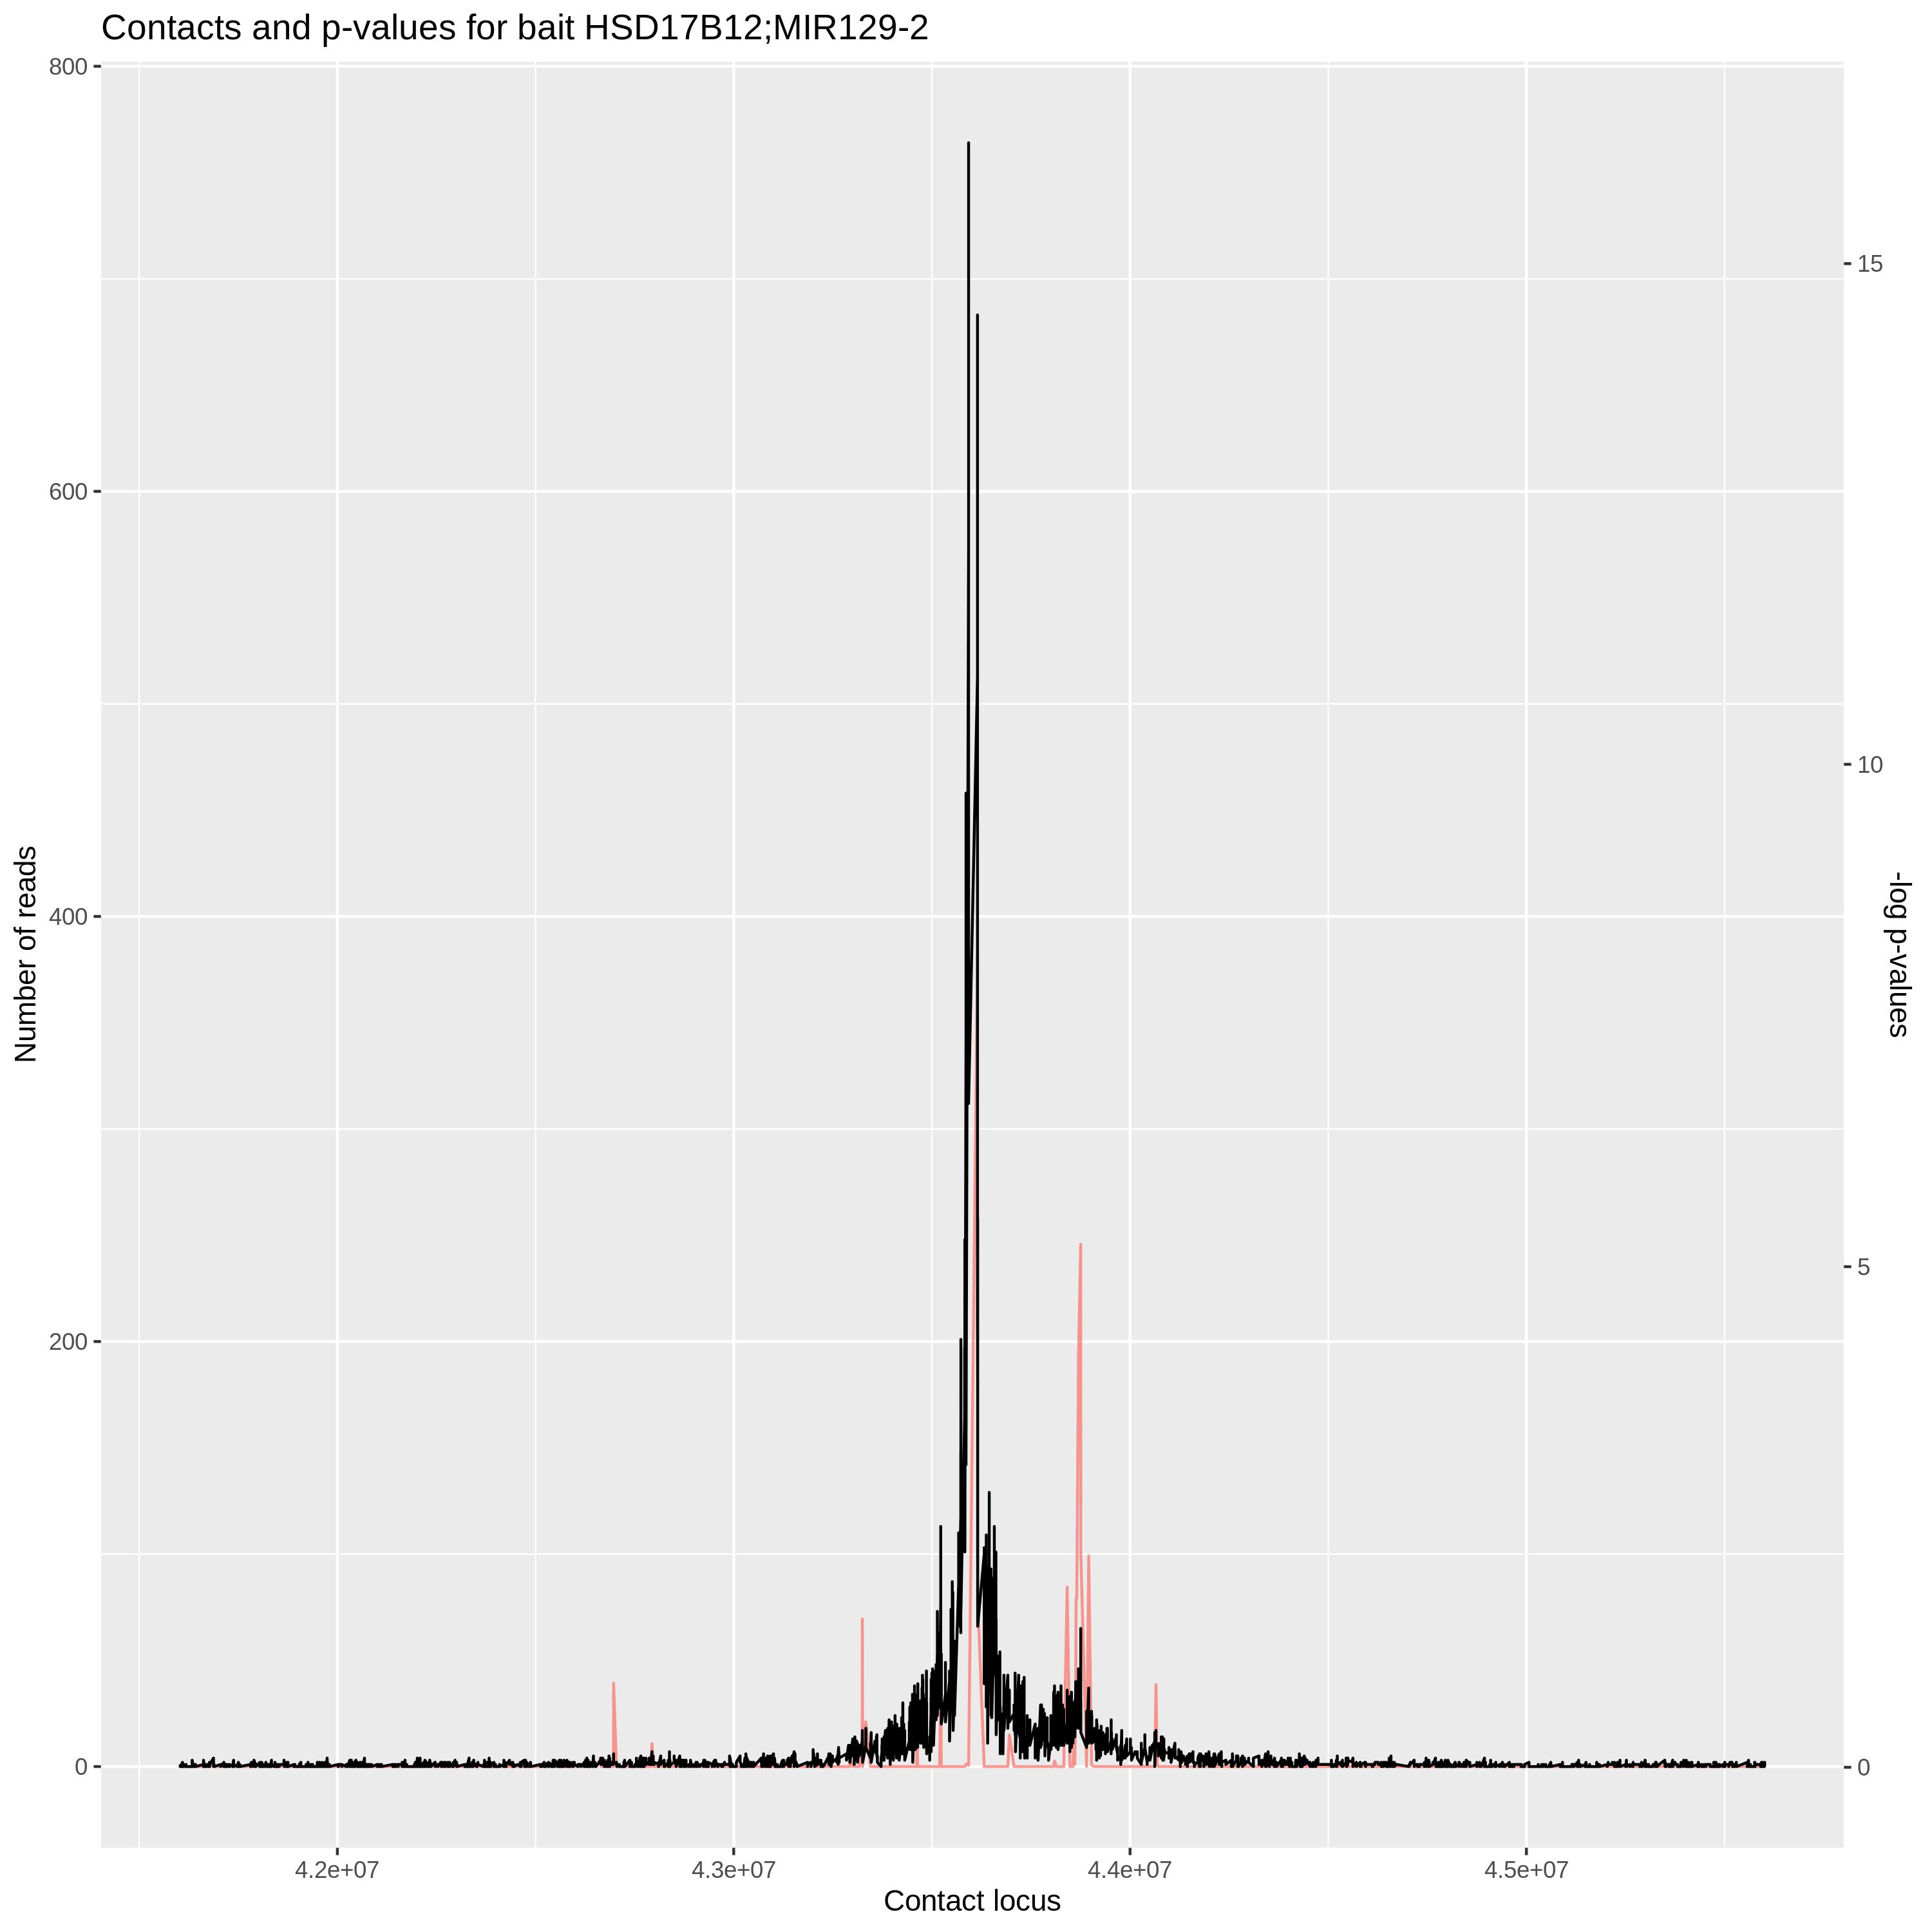 Contacts and p-values for bait HSD17B12;MIR129-2
800
600
400
200
0
Number of reads
15
10
5
0
-log p-values
4.2e+07
4.3e+07
4.4e+07
4.5e+07
Contact locus